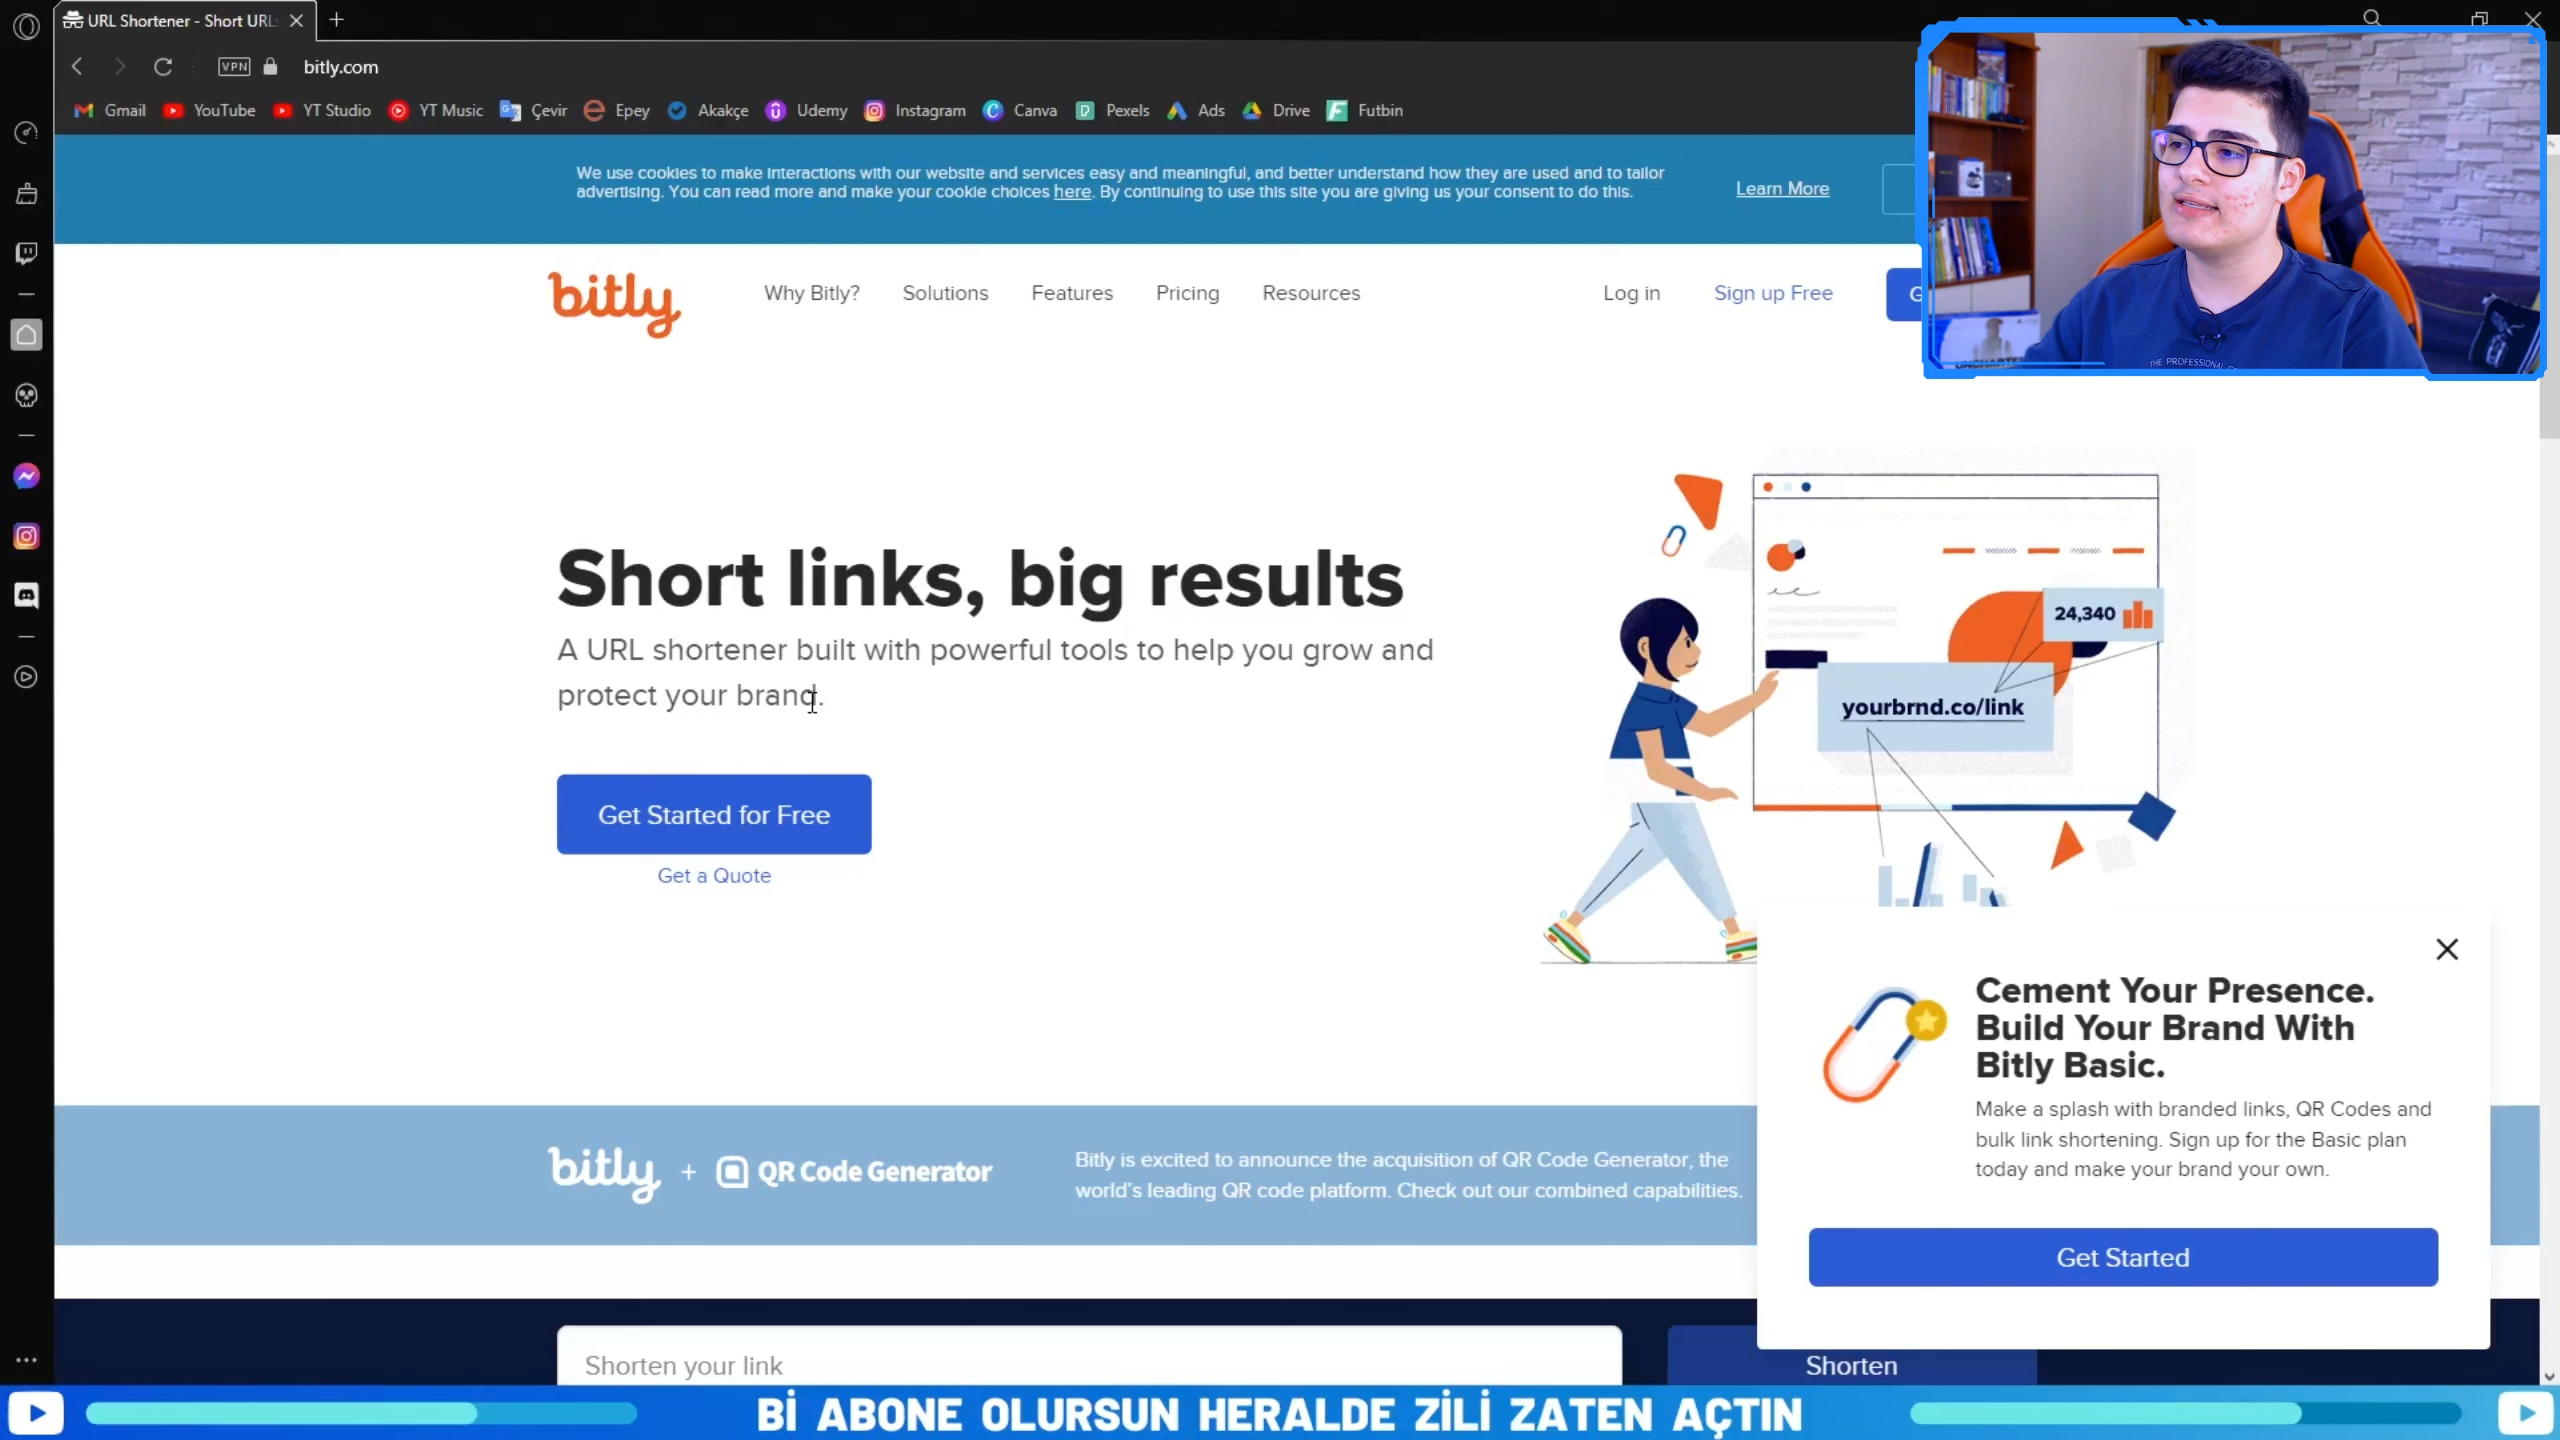 URL Shortener - Short URL
VPN
bitly.com
Gmail YouTube YT Studio YT Music Çevir Epey Akakçe Udemy Instagram Canva Pexels Ads Drive Futbin
We use cookies to make interactions with our website and services easy and meaningful, and better understand how they are used and to tailor
advertising. You can read more and make your cookie choices here. By continuing to use this site you are giving us your consent to do this.
Learn More
bitly
Why Bitly? Solutions Features Pricing Resources
Log in Sign up Free
G
THE PROFESSIONAL
Short links, big results
A URL shortener built with powerful tools to help you grow and
protect your brand.
Get Started for Free
Get a Quote
24,340
yourbrnd.co/link
Cement Your Presence.
Build Your Brand With
Bitly Basic.
Make a splash with branded links, QR Codes and
bulk link shortening. Sign up for the Basic plan
today and make your brand your own.
Get Started
bitly + QR Code Generator
Bitly is excited to announce the acquisition of QR Code Generator, the
world's leading QR code platform. Check out our combined capabilities.
Shorten your link
Shorten
Bİ ABONE OLURSUN HERALDE ZİLİ ZATEN AÇTIN